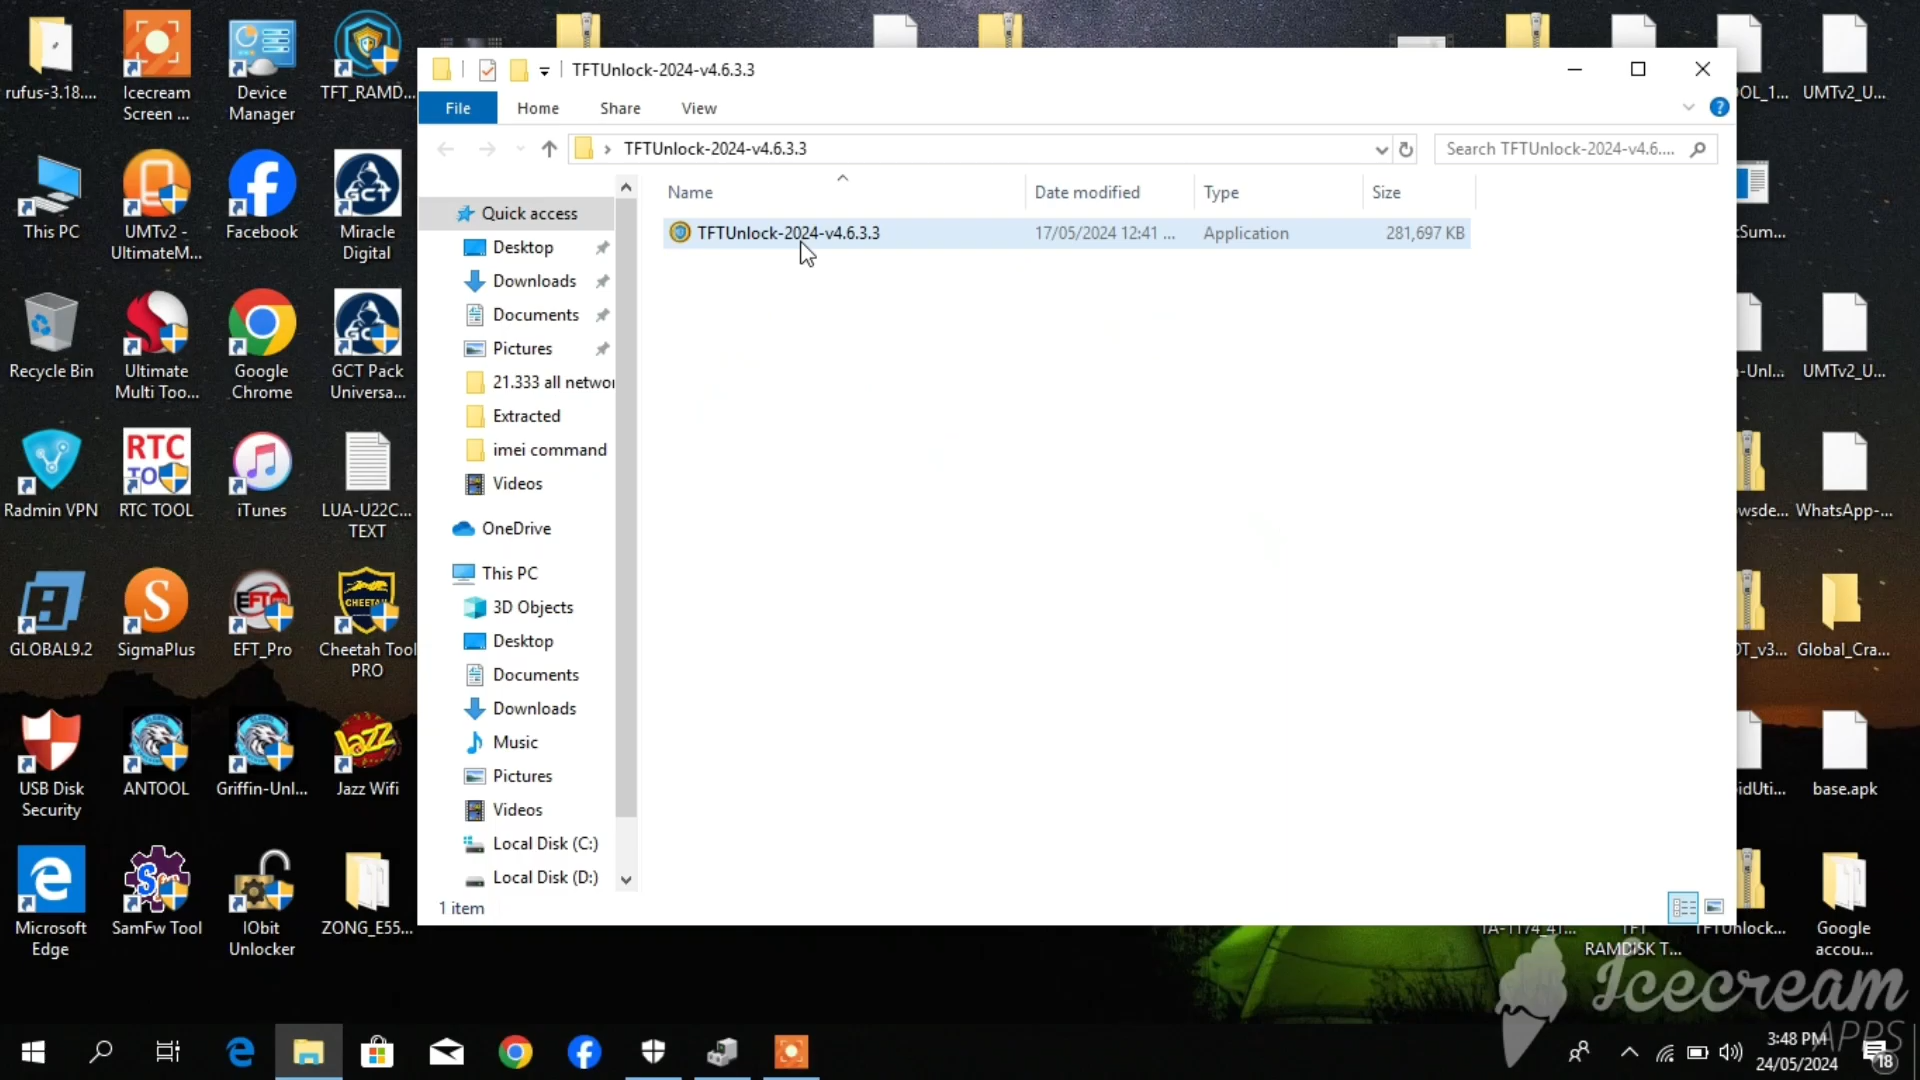 TFTUnlock-2024-v4.6.3.3
File
Home
Share
View
TFTUnlock-2024-v4.6.3.3
Search TFTUnlock-2024-v4.6....
Name
Date modified
Type
Size
TFTUnlock-2024-v4.6.3.3
17/05/2024 12:41 ...
Application
281,697 KB
Quick access
Desktop
Downloads
Documents
Pictures
21.333 all networ
Extracted
imei command
Videos
OneDrive
This PC
3D Objects
Desktop
Documents
Downloads
Music
Pictures
Videos
Local Disk (C:)
Local Disk (D:)
1 item
rufus-3.18....
Icecream
Screen ...
Device
Manager
TFT_RAMD...
This PC
UMTv2 -
UltimateM...
Facebook
GCT
Miracle
Digital
Recycle Bin
Ultimate
Multi Too...
Google
Chrome
GCT Pack
Universa...
Radmin VPN
RTC
RTC TOOL
iTunes
LUA-U22C...
TEXT
GLOBAL9.2
SigmaPlus
EFT_Pro
CHEETAH
Cheetah Tool
PRO
USB Disk
Security
ANTOOL
Griffin-Unl...
Jazz
Jazz Wifi
Microsoft
Edge
SamFw Tool
IObit
Unlocker
ZONG_E55...
OOL_1...
UMTv2_U...
UMTv2_U...
WhatsApp-...
Global_Cra...
base.apk
RAMDISK T...
TFTUnlock...
Google
accou...
Icecream
APPS
3:48 PM
24/05/2024
18